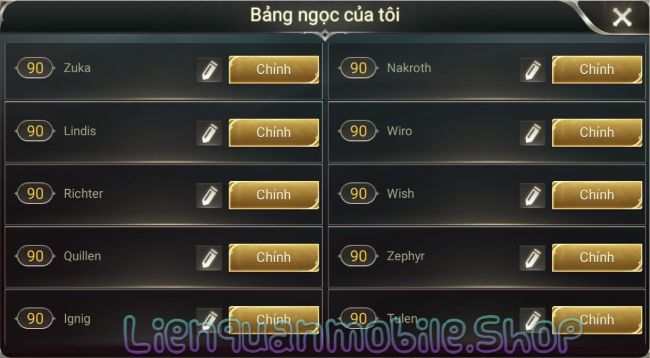 Bảng ngọc của tôi
90 Zuka Chỉnh 90 Nakroth Chỉnh
90 Lindis Chỉnh 90 Wiro Chỉnh
90 Richter Chỉnh 90 Wish Chỉnh
90 Quillen Chỉnh 90 Zephyr Chỉnh
90 Ignig Chỉnh 90 Tulen Chỉnh
Lienquanmobile.Shop